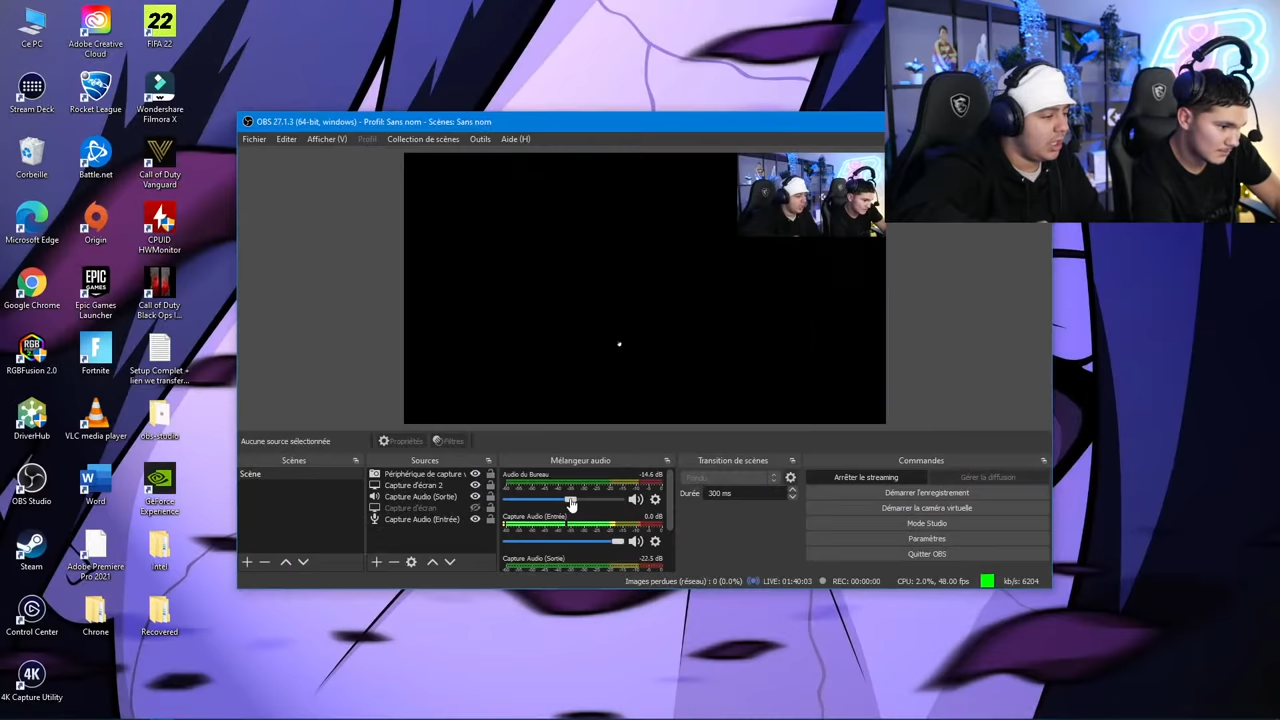 Ce PC
Adobe Creative
Cloud
22
FIFA 22
Stream Deck
Rocket League
Wondershare
Filmora X
Corbeille
Battle.net
Call of Duty
Vanguard
Microsoft Edge
Origin
CPUID
HWMonitor
Google Chrome
EPIC
GAMES
Epic Games
Launcher
Call of Duty
Black Ops I...
RGBFusion 2.0
Fortnite
Setup Complet +
lien we transfer...
DriverHub
VLC media player
obs-studio
OBS Studio
Word
GeForce
Experience
Steam
Adobe Premiere
Pro 2021
Intel
Control Center
Chrone
Recovered
4K
4K Capture Utility
OBS 27.1.3 (64-bit, windows) - Profil: Sans nom - Scènes: Sans nom
Fichier Editer Afficher (V) Profil Collection de scènes Outils Aide (H)
Aucune source sélectionnée
Propriétés
Filtres
Scènes
Scène
Sources
Périphérique de capture v
Capture d'écran 2
Capture Audio (Sortie)
Capture d'écran
Capture Audio (Entrée)
Mélangeur audio
Audio du Bureau -14.6 dB
Capture Audio (Entrée) 0.0 dB
Capture Audio (Sortie) -22.5 dB
Transition de scènes
Fondu
Durée 300 ms
Commandes
Arrêter le streaming
Gérer la diffusion
Démarrer l'enregistrement
Démarrer la caméra virtuelle
Mode Studio
Paramètres
Quitter OBS
Images perdues (réseau) : 0 (0.0%) LIVE: 01:40:03 REC: 00:00:00 CPU: 2.0%, 48.00 fps kb/s: 6204